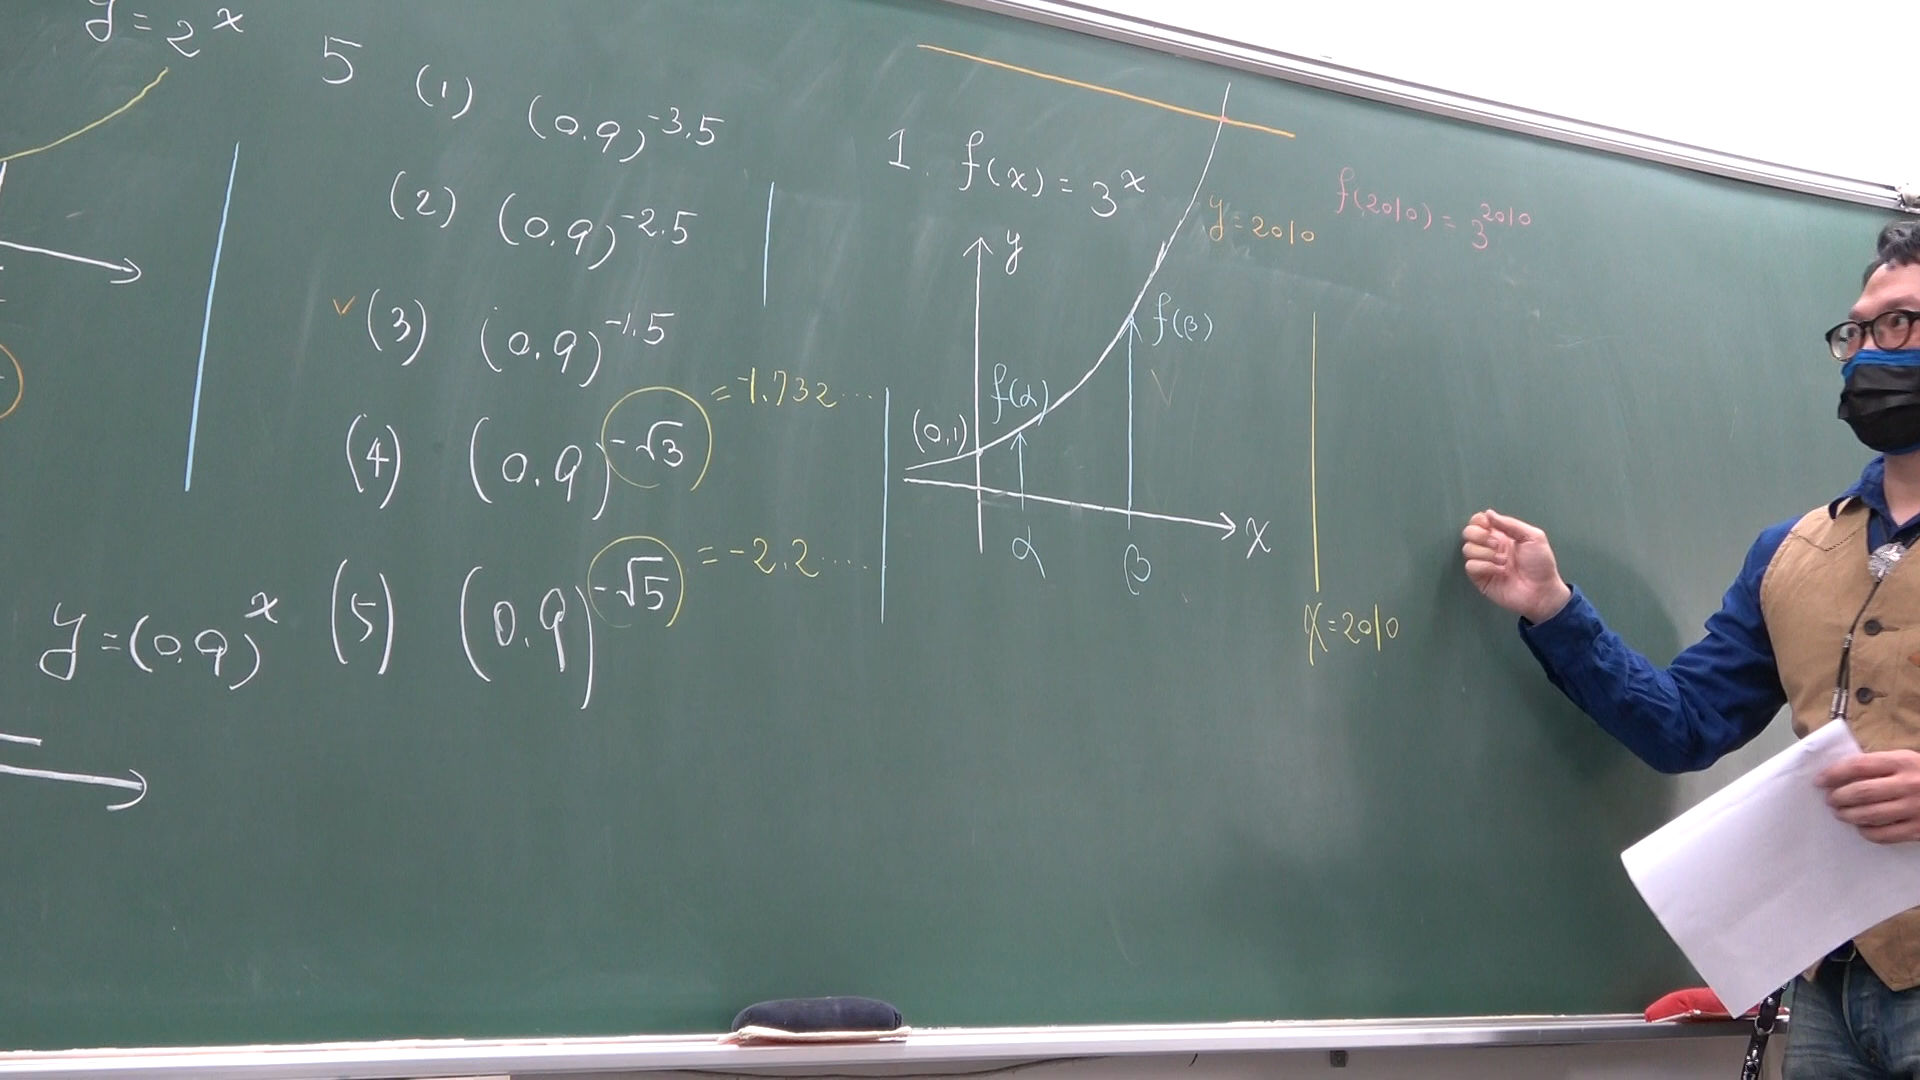 y = 2^x
5 (1) (0.9)^-3.5
(2) (0.9)^-2.5
✓ (3) (0.9)^-1.5
(4) (0.9)^-√3 = -1.732...
(5) (0.9)^-√5 = -2.2....
y = (0.9)^x
1. f(x) = 3^x
y
y = 2010
f(2010) = 3^2010
f(β)
f(α)
(0,1)
x
α
β
x = 2010